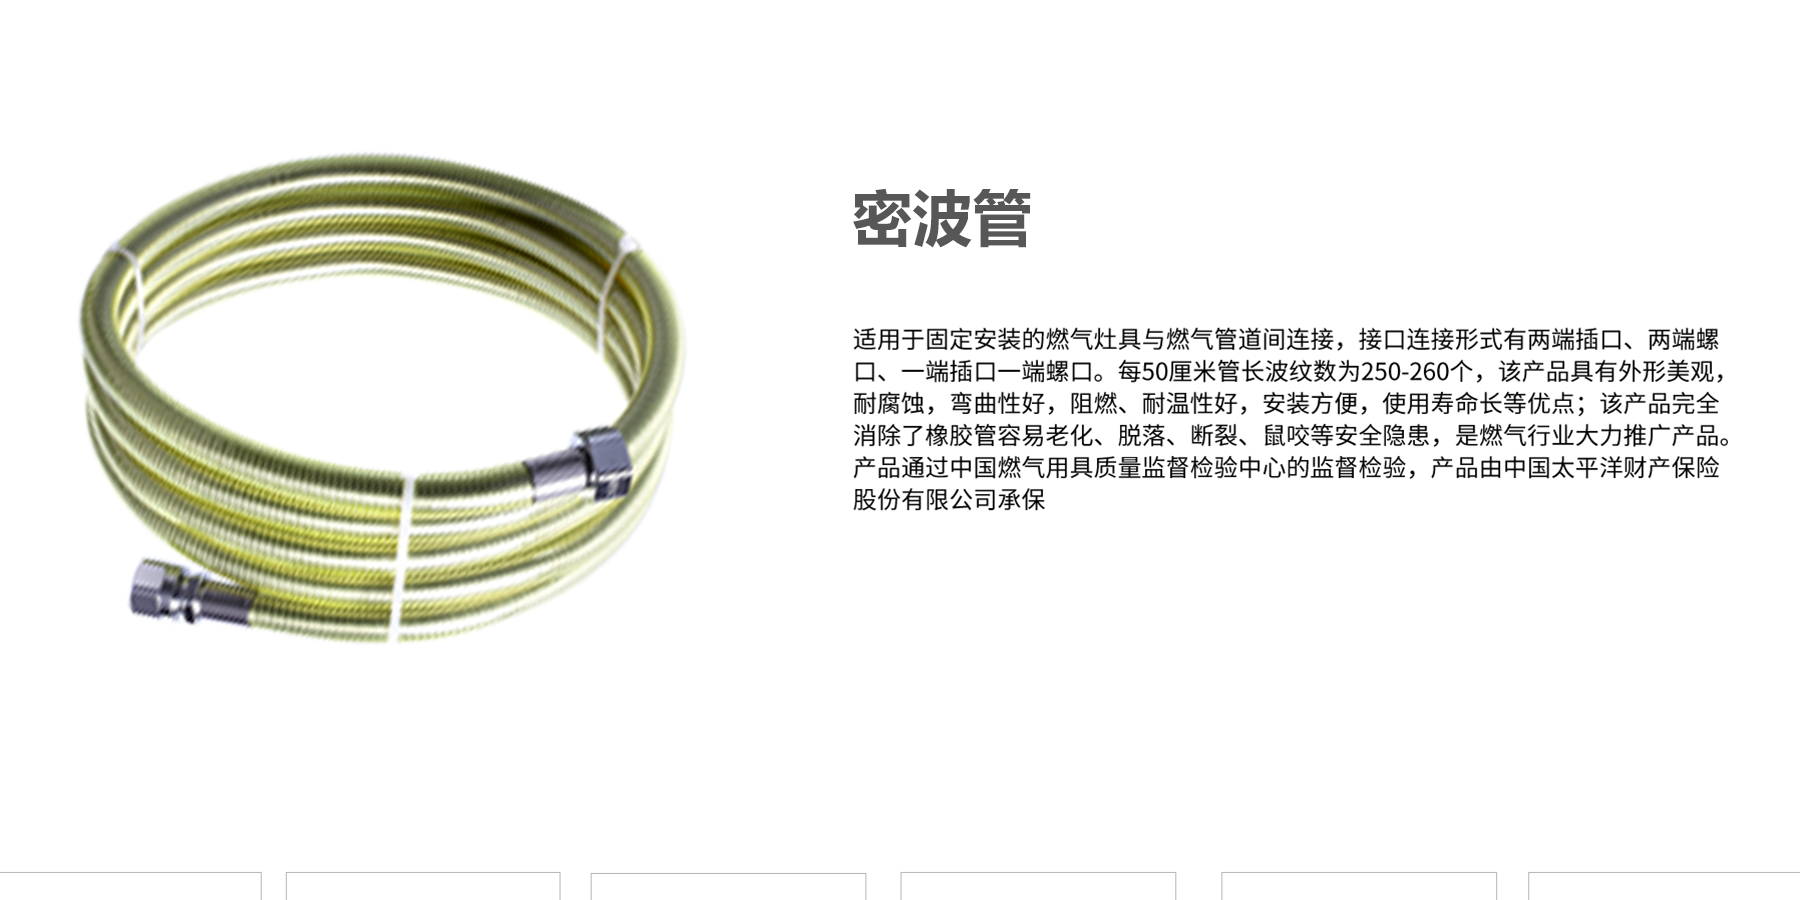 密波管
适用于固定安装的燃气灶具与燃气管道间连接，接口连接形式有两端插口、两端螺
口、一端插口一端螺口。每50厘米管长波纹数为250-260个，该产品具有外形美观，
耐腐蚀，弯曲性好，阻燃、耐温性好，安装方便，使用寿命长等优点；该产品完全
消除了橡胶管容易老化、脱落、断裂、鼠咬等安全隐患，是燃气行业大力推广产品。
产品通过中国燃气用具质量监督检验中心的监督检验，产品由中国太平洋财产保险
股份有限公司承保